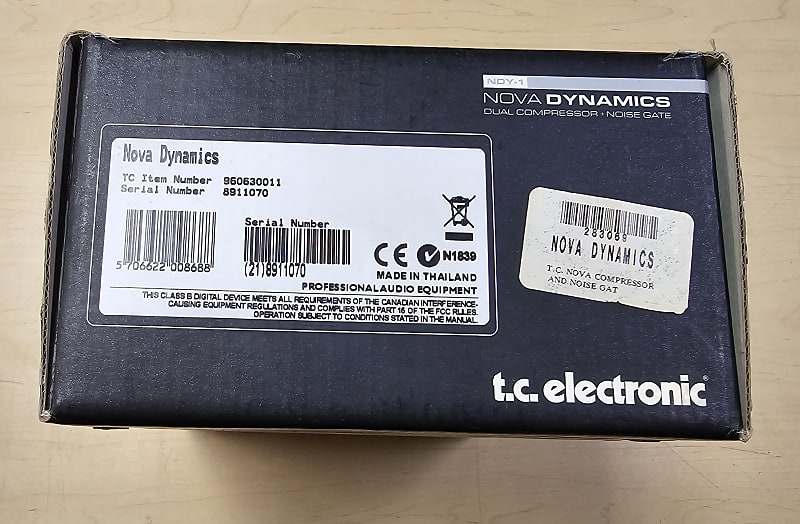 NDY-1
NOVA DYNAMICS
DUAL COMPRESSOR + NOISE GATE
Nova Dynamics
TC Item Number 960630011
Serial Number 8911070
5 706622 008688
Serial Number
(21)8911070
CE N1839
MADE IN THAILAND
PROFESSIONAL AUDIO EQUIPMENT
THIS CLASS B DIGITAL DEVICE MEETS ALL REQUIREMENTS OF THE CANADIAN INTERFERENCE-
CAUSING EQUIPMENT REGULATIONS AND COMPLIES WITH PART 15 OF THE FCC RULES.
OPERATION SUBJECT TO CONDITIONS STATED IN THE MANUAL.
283069
NOVA DYNAMICS
T.C. NOVA COMPRESSOR
AND NOISE GAT
t.c. electronic